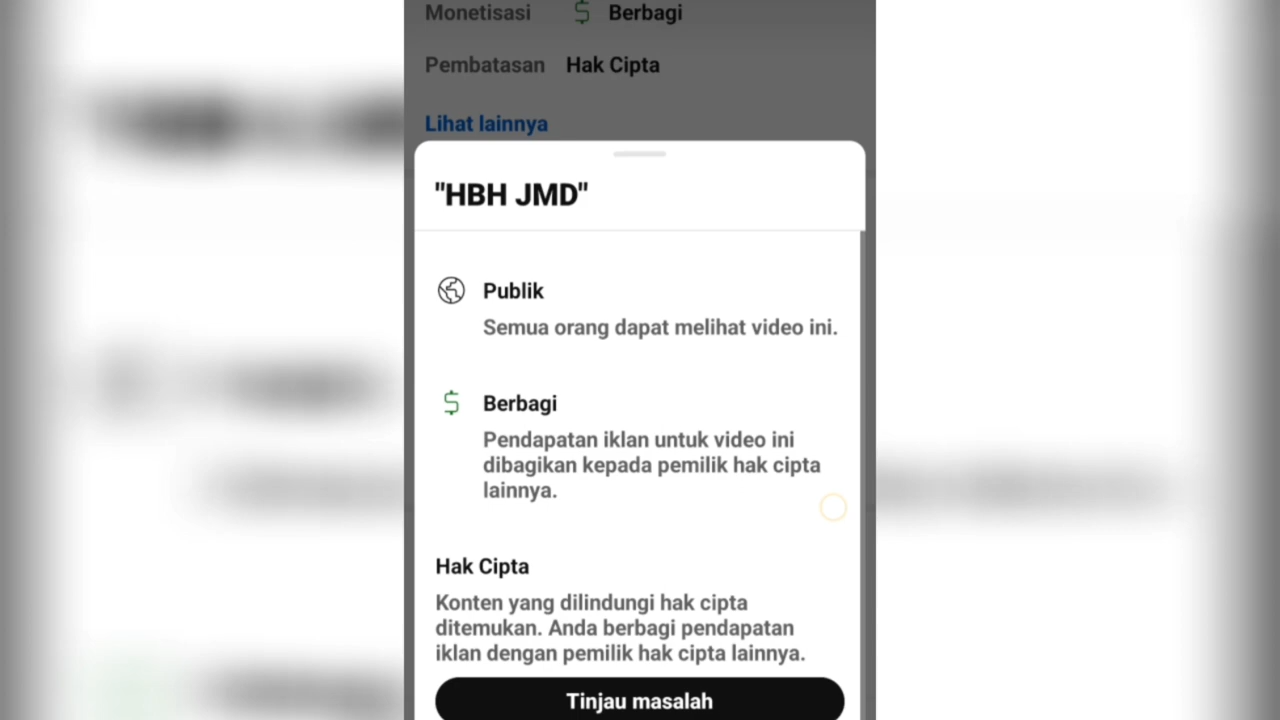 Monetisasi $ Berbagi
Pembatasan Hak Cipta
Lihat lainnya
"HBH JMD"
Publik
Semua orang dapat melihat video ini.
$ Berbagi
Pendapatan iklan untuk video ini
dibagikan kepada pemilik hak cipta
lainnya.
Hak Cipta
Konten yang dilindungi hak cipta
ditemukan. Anda berbagi pendapatan
iklan dengan pemilik hak cipta lainnya.
Tinjau masalah